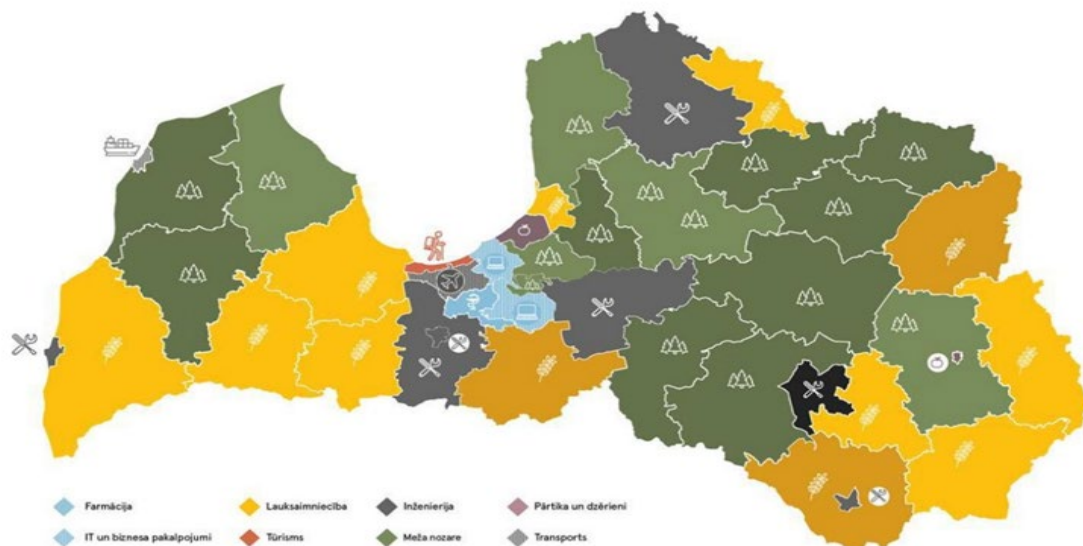 Farmācija Lauksaimniecība Inženierija Pārtika un dzērieni
IT un biznesa pakalpojumi Tūrisms Meža nozare Transports